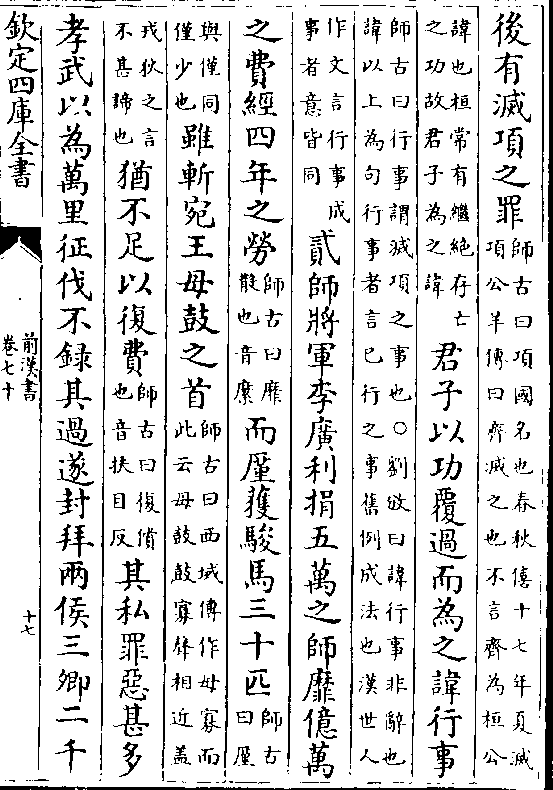 後有滅項之罪師古曰項國名也春秋僖十七年夏滅項公羊傳曰齊滅之也不言齊為桓公
諱也桓常有繼絕存亡之功故君子為之諱君子以功覆過而為之諱行事
師古曰行事謂滅項之事也○劉攽曰諱行事非辭也諱以上為句行事者言已行之事舊例成法也漢世人
作文言行事成事者意皆同貳師將軍李廣利捐五萬之師靡億萬
之費經四年之勞師古曰靡散也音縻而厪獲駿馬三十匹師古曰厪
與僅同僅少也雖斬宛王母鼓之首師古曰西域傳作毋寡而此云母鼓鼓寡聲相近蓋
戎狄之言不甚諦也猶不足以復費師古曰復償也音扶目反其私罪惡甚多
孝武以為萬里征伐不錄其過遂封拜兩侯三卿二千
欽定四庫全書
前漢書
卷七十
十七